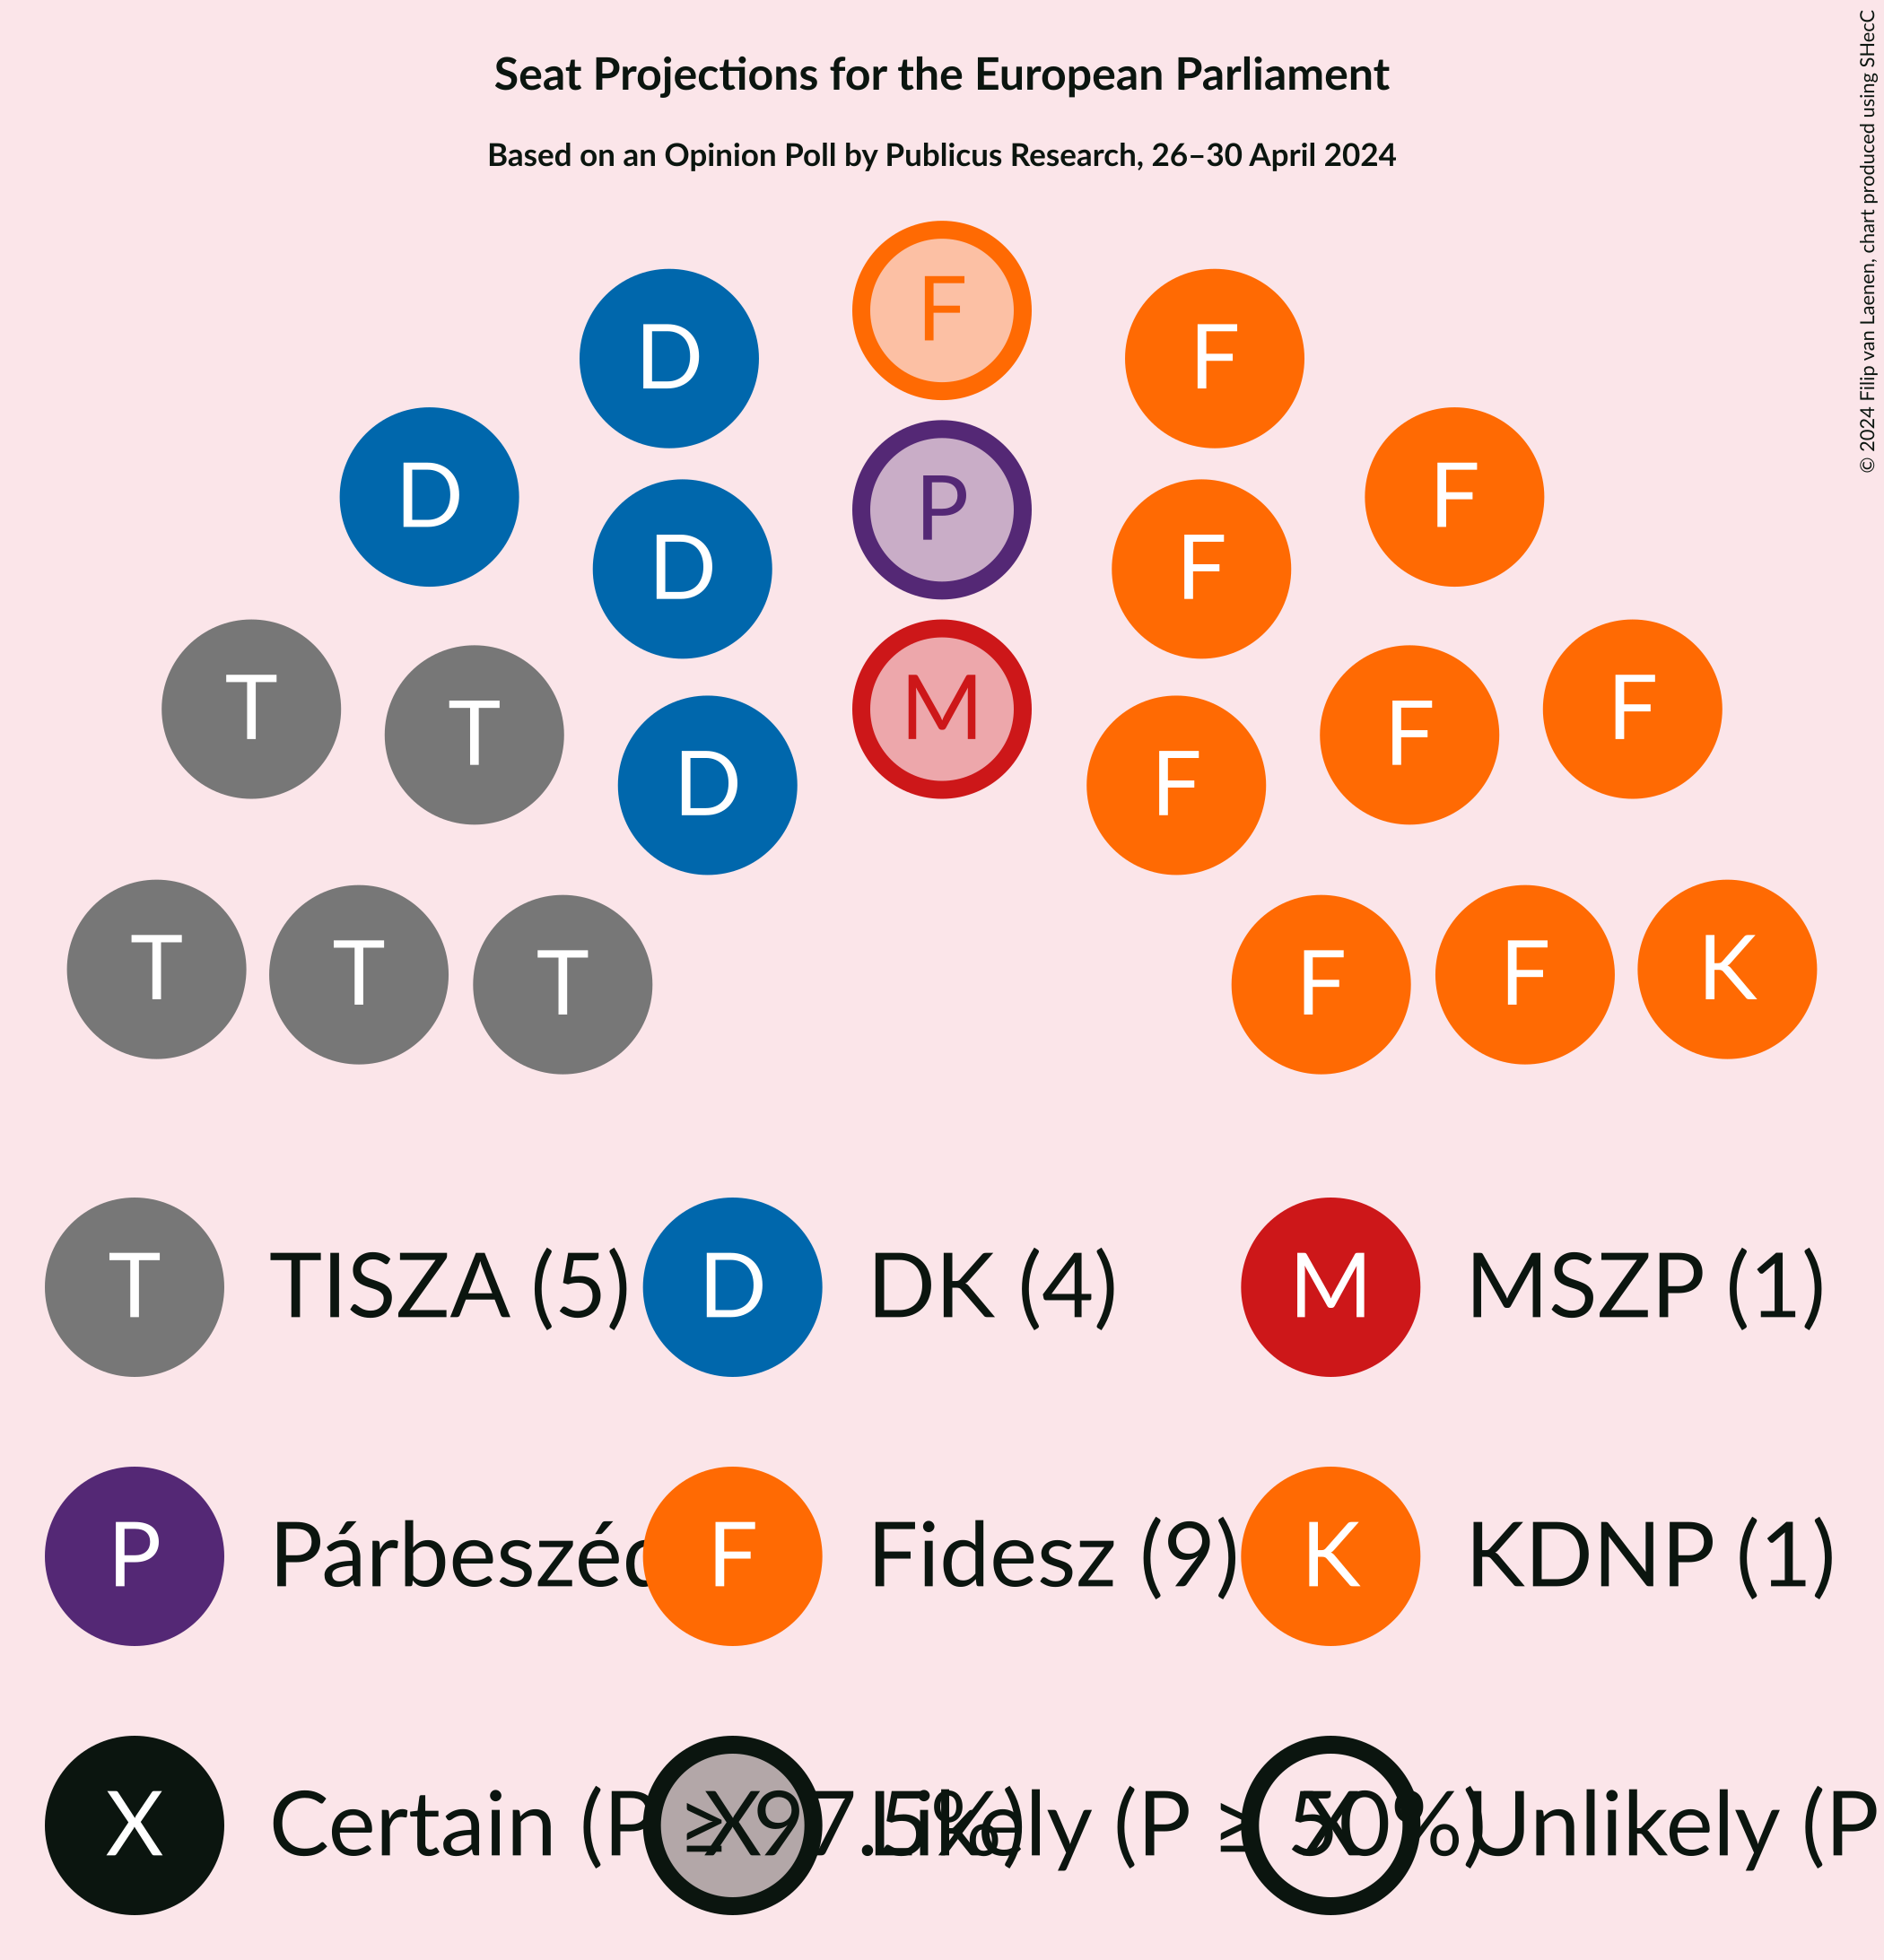 Seat Projections for the European Parliament
Based on an Opinion Poll by Publicus Research, 26–30 April 2024
© 2024 Filip van Laenen, chart produced using SHecC
F
D F
D F
P
D F
T M F
T F
D F
T K
T F
T F
T TISZA (5) D DK (4) M MSZP (1)
P F Fidesz (9) K KDNP (1)
X Certain (P ≥ 97.5%) X Likely (P ≥ 50%) X Unlikely (P